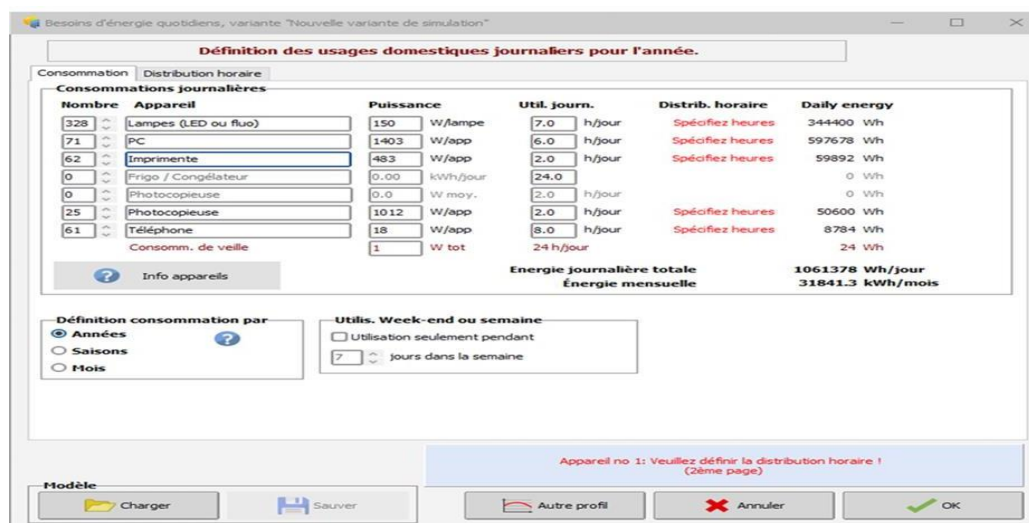 Besoins d'énergie quotidiens, variante "Nouvelle variante de simulation"
Définition des usages domestiques journaliers pour l'année.
Consommation Distribution horaire
Consommations journalières
Nombre Appareil Puissance Util. journ. Distrib. horaire Daily energy
328 Lampes (LED ou fluo) 150 W/lampe 7.0 h/jour Spécifiez heures 344400 Wh
71 PC 1403 W/app 6.0 h/jour Spécifiez heures 597678 Wh
62 Imprimente 483 W/app 2.0 h/jour Spécifiez heures 59892 Wh
0 Frigo / Congélateur 0.00 kWh/jour 24.0 0 Wh
0 Photocopieuse 0.0 W moy. 2.0 h/jour 0 Wh
25 Photocopieuse 1012 W/app 2.0 h/jour Spécifiez heures 50600 Wh
61 Téléphone 18 W/app 8.0 h/jour Spécifiez heures 8784 Wh
Consomm. de veille 1 W tot 24 h/jour 24 Wh
Info appareils
Energie journalière totale 1061378 Wh/jour
Énergie mensuelle 31841.3 kWh/mois
Définition consommation par
Années
Saisons
Mois
Utilis. Week-end ou semaine
Utilisation seulement pendant
7 jours dans la semaine
Appareil no 1: Veuillez définir la distribution horaire !
(2ème page)
Modèle
Charger Sauver Autre profil Annuler OK